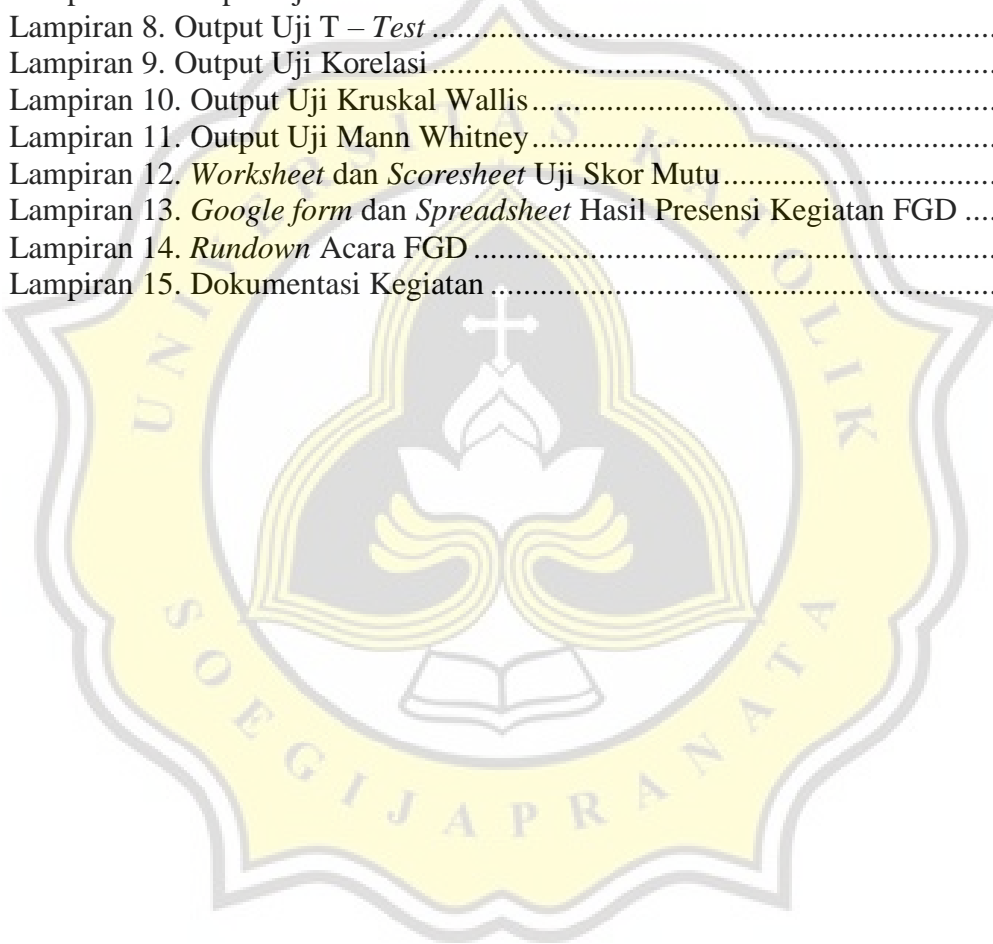 Lampiran 8. Output Uji T – Test ....................................................................
Lampiran 9. Output Uji Korelasi ....................................................................
Lampiran 10. Output Uji Kruskal Wallis ........................................................
Lampiran 11. Output Uji Mann Whitney ........................................................
Lampiran 12. Worksheet dan Scoresheet Uji Skor Mutu ................................
Lampiran 13. Google form dan Spreadsheet Hasil Presensi Kegiatan FGD ....
Lampiran 14. Rundown Acara FGD ...............................................................
Lampiran 15. Dokumentasi Kegiatan .............................................................
UNIVERSITAS KATOLIK
SOEGIJAPRANATA